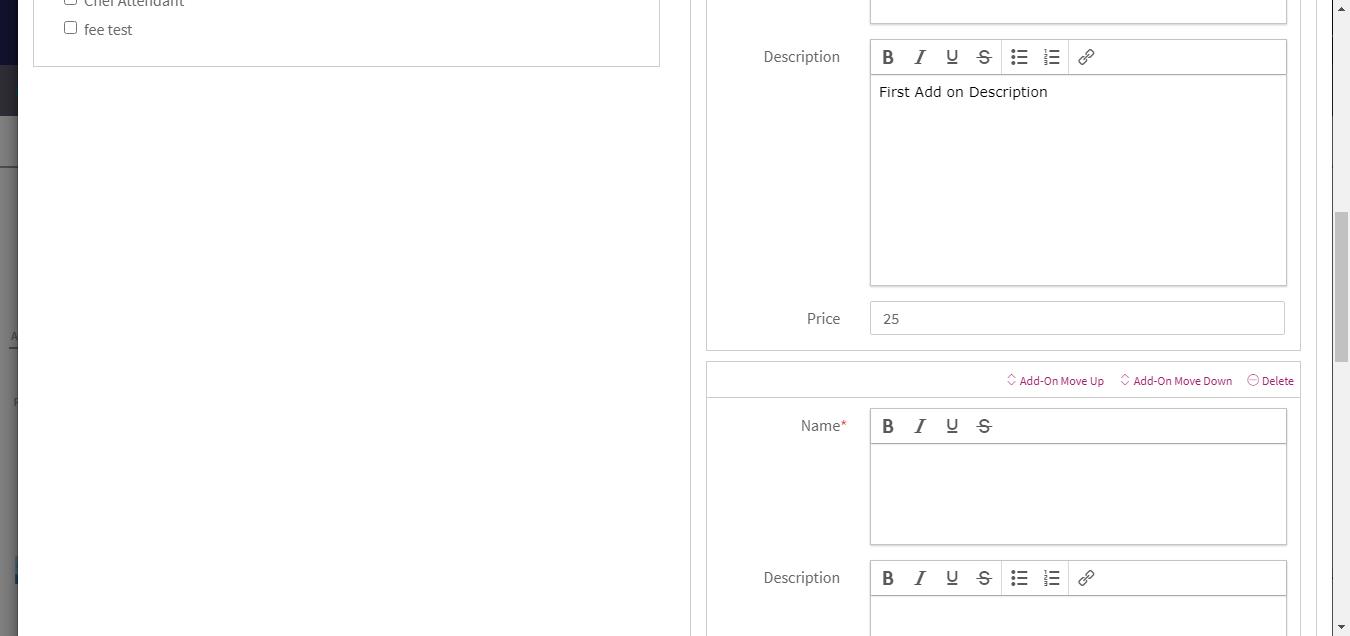 Chef Attendant
fee test
Description
First Add on Description
Price
25
Add-On Move Up
Add-On Move Down
Delete
Name*
Description